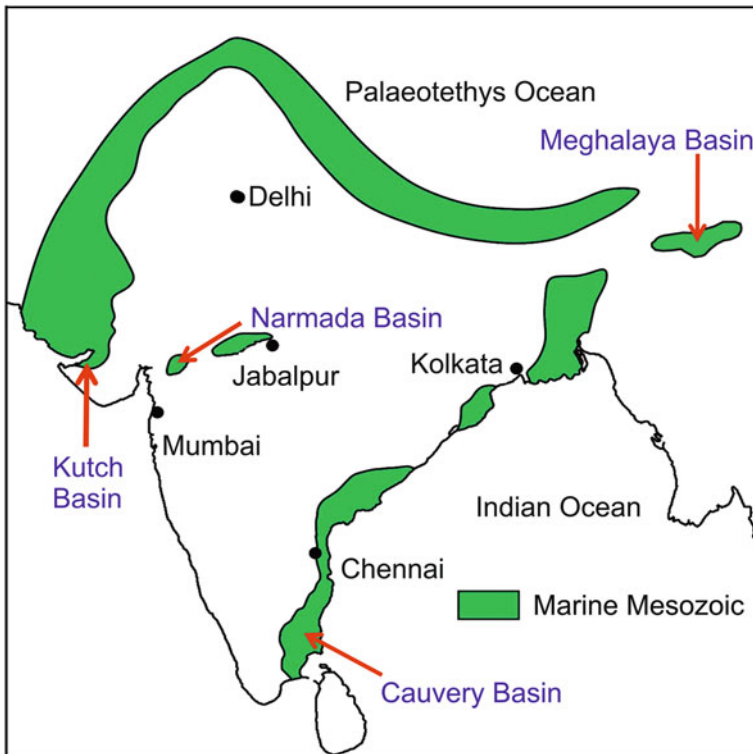 Palaeotethys Ocean
Meghalaya Basin
Delhi
Narmada Basin
Jabalpur
Kolkata
Mumbai
Kutch
Basin
Indian Ocean
Chennai
Marine Mesozoic
Cauvery Basin